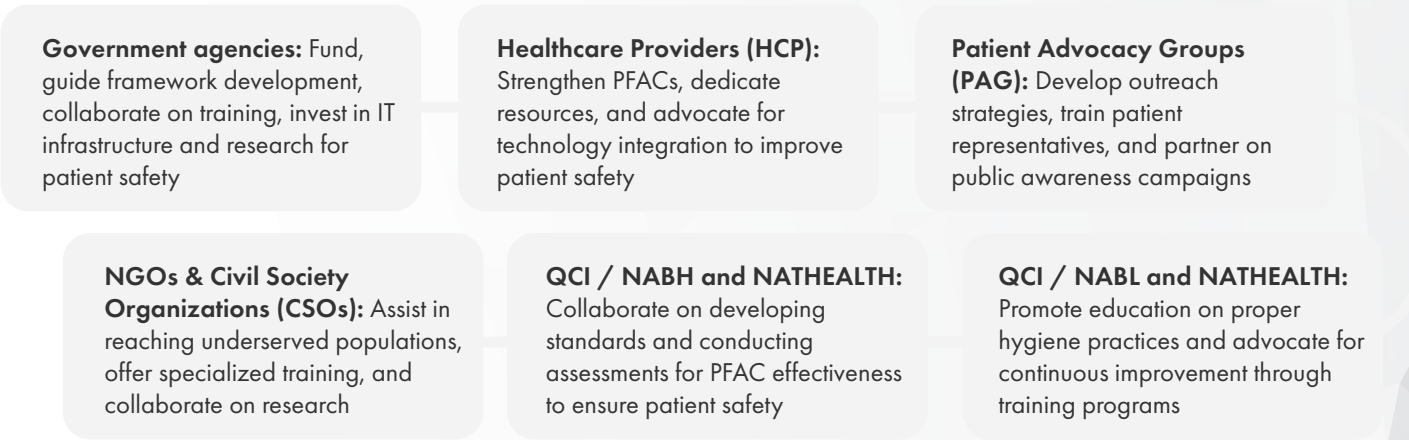 Government agencies: Fund,
guide framework development,
collaborate on training, invest in IT
infrastructure and research for
patient safety
Healthcare Providers (HCP):
Strengthen PFACs, dedicate
resources, and advocate for
technology integration to improve
patient safety
Patient Advocacy Groups
(PAG): Develop outreach
strategies, train patient
representatives, and partner on
public awareness campaigns
NGOs & Civil Society
Organizations (CSOs): Assist in
reaching underserved populations,
offer specialized training, and
collaborate on research
QCI / NABH and NATHEALTH:
Collaborate on developing
standards and conducting
assessments for PFAC effectiveness
to ensure patient safety
QCI / NABL and NATHEALTH:
Promote education on proper
hygiene practices and advocate for
continuous improvement through
training programs